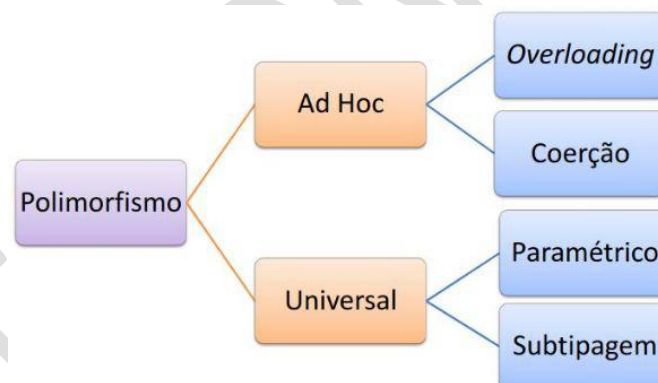 Polimorfismo
Ad Hoc
Overloading
Coerção
Universal
Paramétrico
Subtipagem